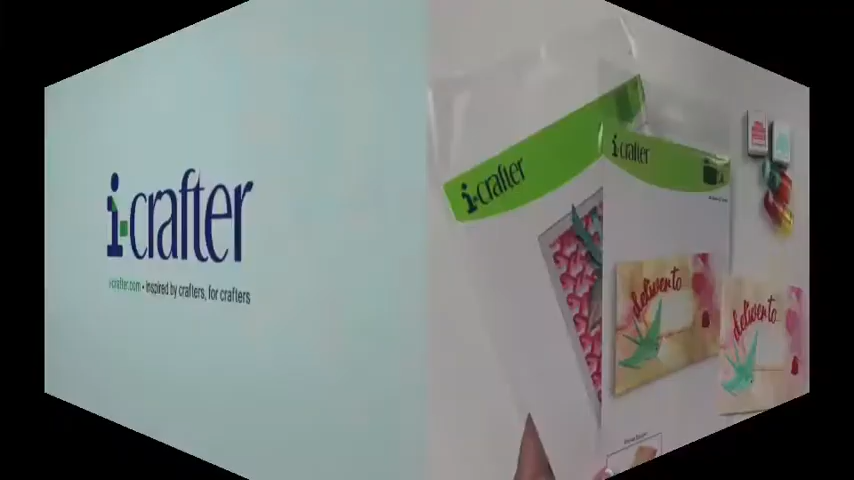 i-crafter
i-crafter.com • inspired by crafters, for crafters
i-crafter
i-crafter
deliver to
deliver to